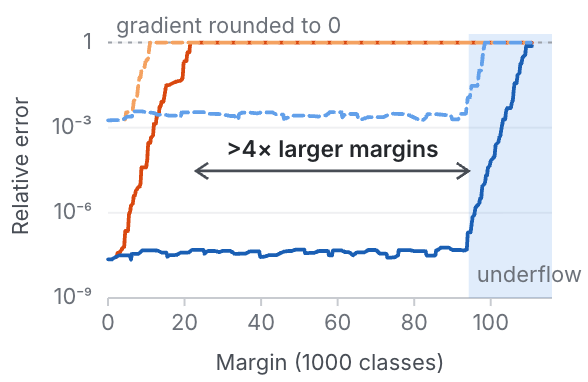 gradient rounded to 0
1
10⁻³
10⁻⁶
10⁻⁹
Relative error
>4× larger margins
underflow
0 20 40 60 80 100
Margin (1000 classes)